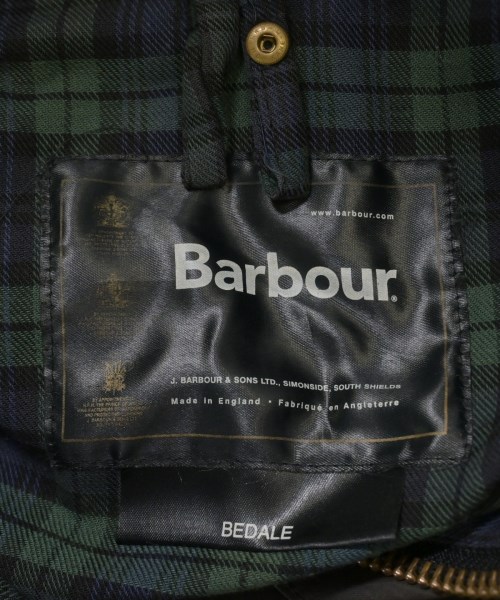 www.barbour.com
Barbour®
J. BARBOUR & SONS LTD., SIMONSIDE, SOUTH SHIELDS
Made in England • Fabriqué en Angleterre
BEDALE